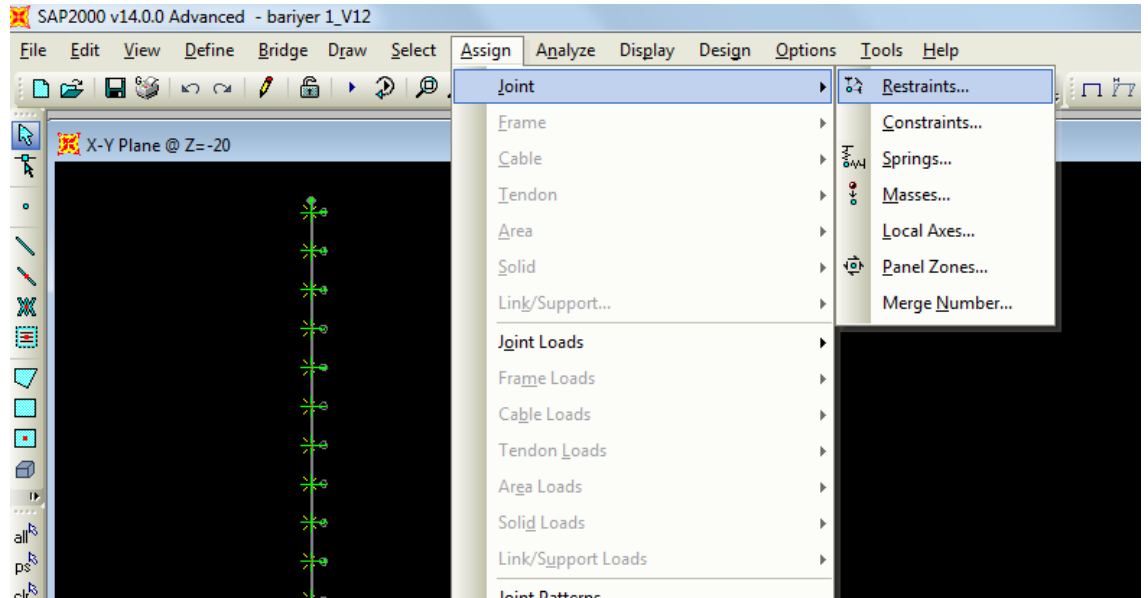 SAP2000 v14.0.0 Advanced - bariyer 1_V12
File Edit View Define Bridge Draw Select Assign Analyze Display Design Options Tools Help
X-Y Plane @ Z=-20
Joint
Frame
Cable
Tendon
Area
Solid
Link/Support...
Joint Loads
Frame Loads
Cable Loads
Tendon Loads
Area Loads
Solid Loads
Link/Support Loads
Joint Patterns
Restraints...
Constraints...
Springs...
Masses...
Local Axes...
Panel Zones...
Merge Number...
all
ps
clr